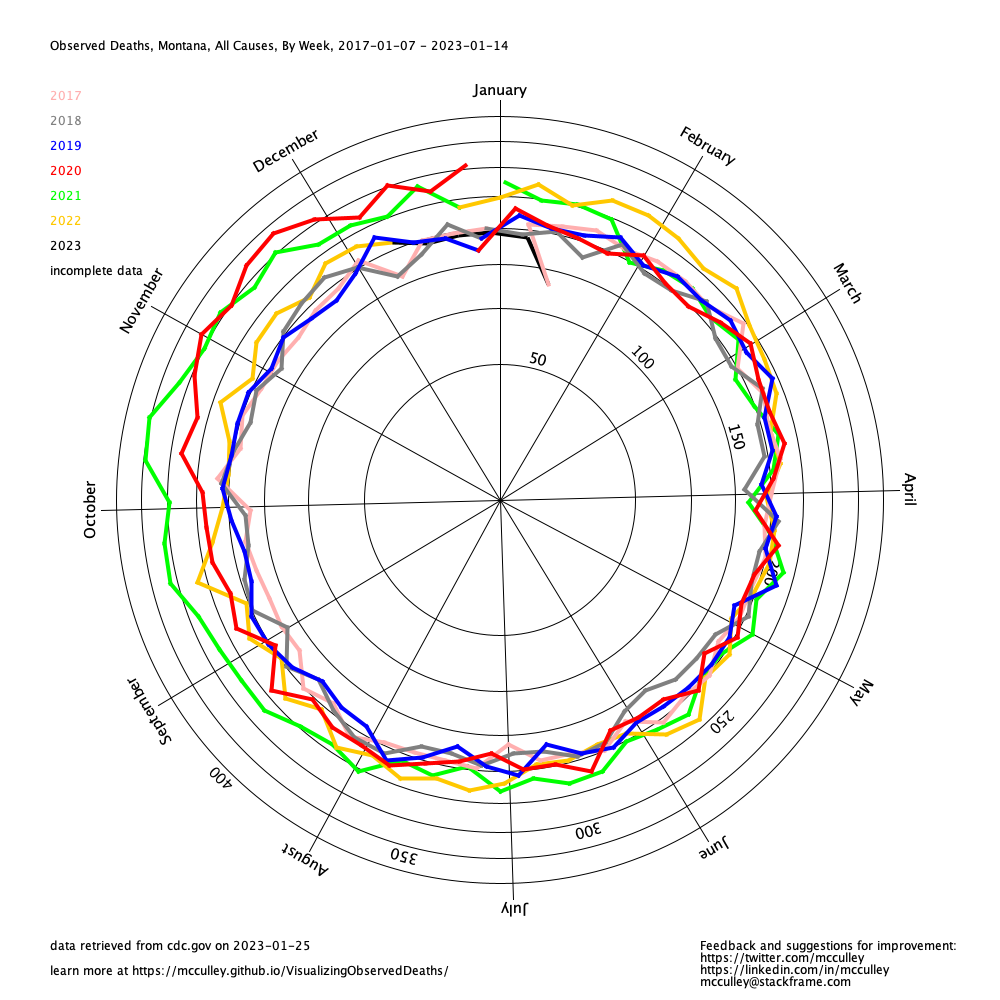 Observed Deaths, Montana, All Causes, By Week, 2017-01-07 - 2023-01-14
January
2017
2018
2019
2020
2021
2022
2023
incomplete data
December
February
November
March
50
100
150
October
April
200
September
May
250
400
300
350
August
June
July
data retrieved from cdc.gov on 2023-01-25
learn more at https://mcculley.github.io/VisualizingObservedDeaths/
Feedback and suggestions for improvement:
https://twitter.com/mcculley
https://linkedin.com/in/mcculley
mcculley@stackframe.com